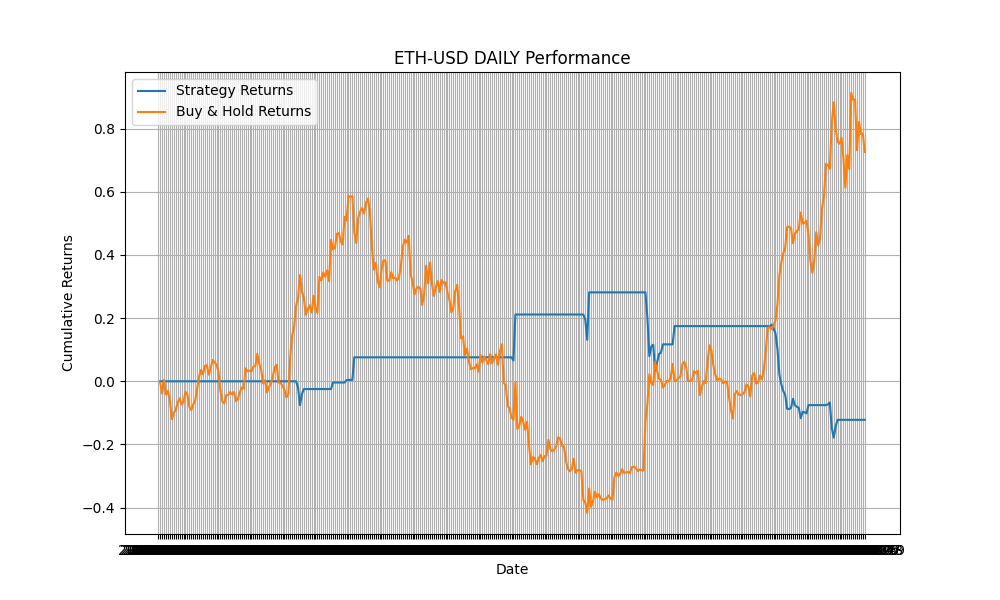 ETH-USD DAILY Performance
Strategy Returns
Buy & Hold Returns
0.8
0.6
0.4
0.2
0.0
−0.2
−0.4
Cumulative Returns
Date